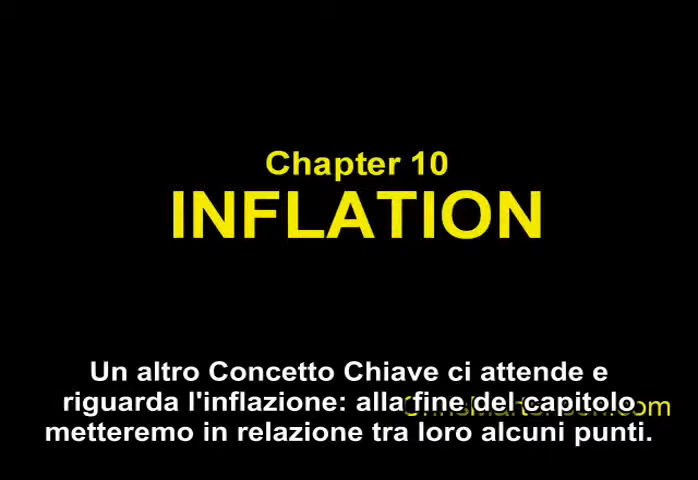 Chapter 10
INFLATION
Un altro Concetto Chiave ci attende e
riguarda l'inflazione: alla fine del capitolo
metteremo in relazione tra loro alcuni punti.